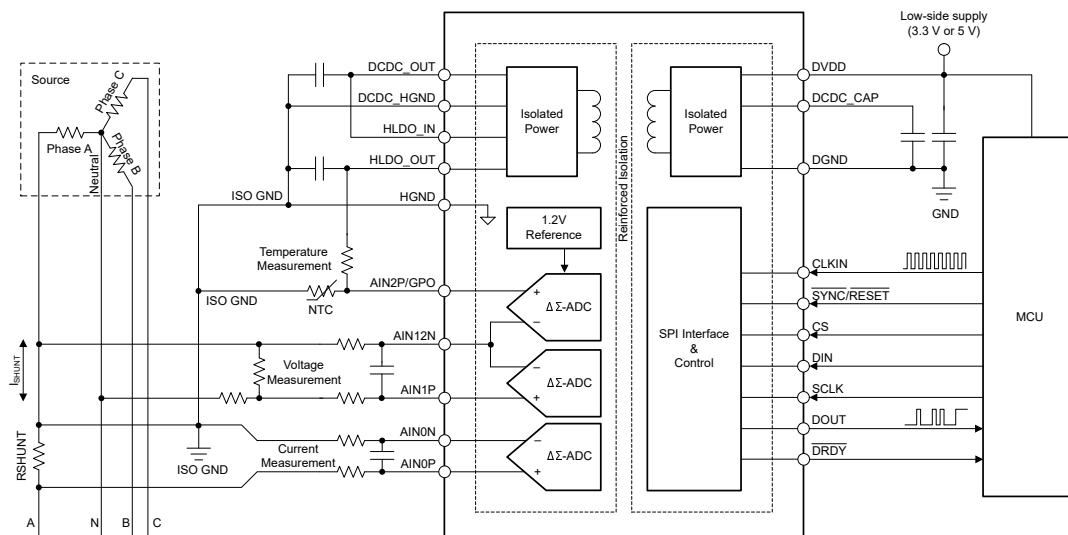 Low-side supply
(3.3 V or 5 V)
Source
Phase C
Phase A
Phase B
Neutral
DCDC_OUT
DCDC_HGND
HLDO_IN
HLDO_OUT
HGND
ISO GND
Isolated
Power
Reinforced Isolation
Isolated
Power
DVDD
DCDC_CAP
DGND
GND
1.2V
Reference
Temperature
Measurement
ISO GND
NTC
AIN2P/GPO
ΔΣ-ADC
AIN12N
Voltage
Measurement
AIN1P
ΔΣ-ADC
ISHUNT
RSHUNT
ISO GND
Current
Measurement
AIN0N
AIN0P
ΔΣ-ADC
SPI Interface
&
Control
CLKIN
SYNC/RESET
CS
DIN
SCLK
DOUT
DRDY
MCU
A
N
B
C